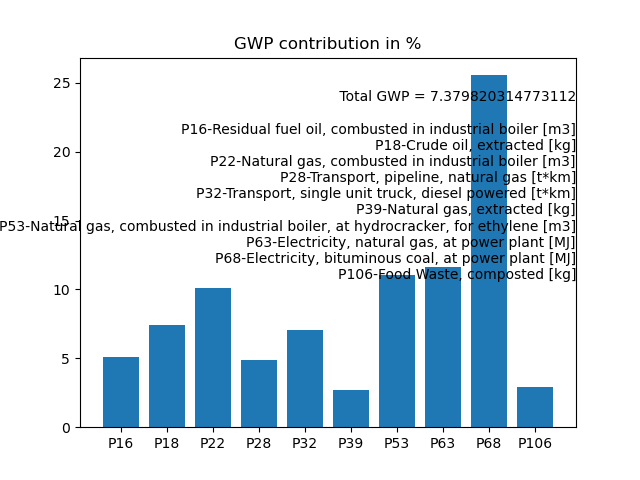 GWP contribution in %
Total GWP = 7.379820314773112
P16-Residual fuel oil, combusted in industrial boiler [m3]
P18-Crude oil, extracted [kg]
P22-Natural gas, combusted in industrial boiler [m3]
P28-Transport, pipeline, natural gas [t*km]
P32-Transport, single unit truck, diesel powered [t*km]
P39-Natural gas, extracted [kg]
P53-Natural gas, combusted in industrial boiler, at hydrocracker, for ethylene [m3]
P63-Electricity, natural gas, at power plant [MJ]
P68-Electricity, bituminous coal, at power plant [MJ]
P106-Food Waste, composted [kg]
25
20
15
10
5
0
P16 P18 P22 P28 P32 P39 P53 P63 P68 P106